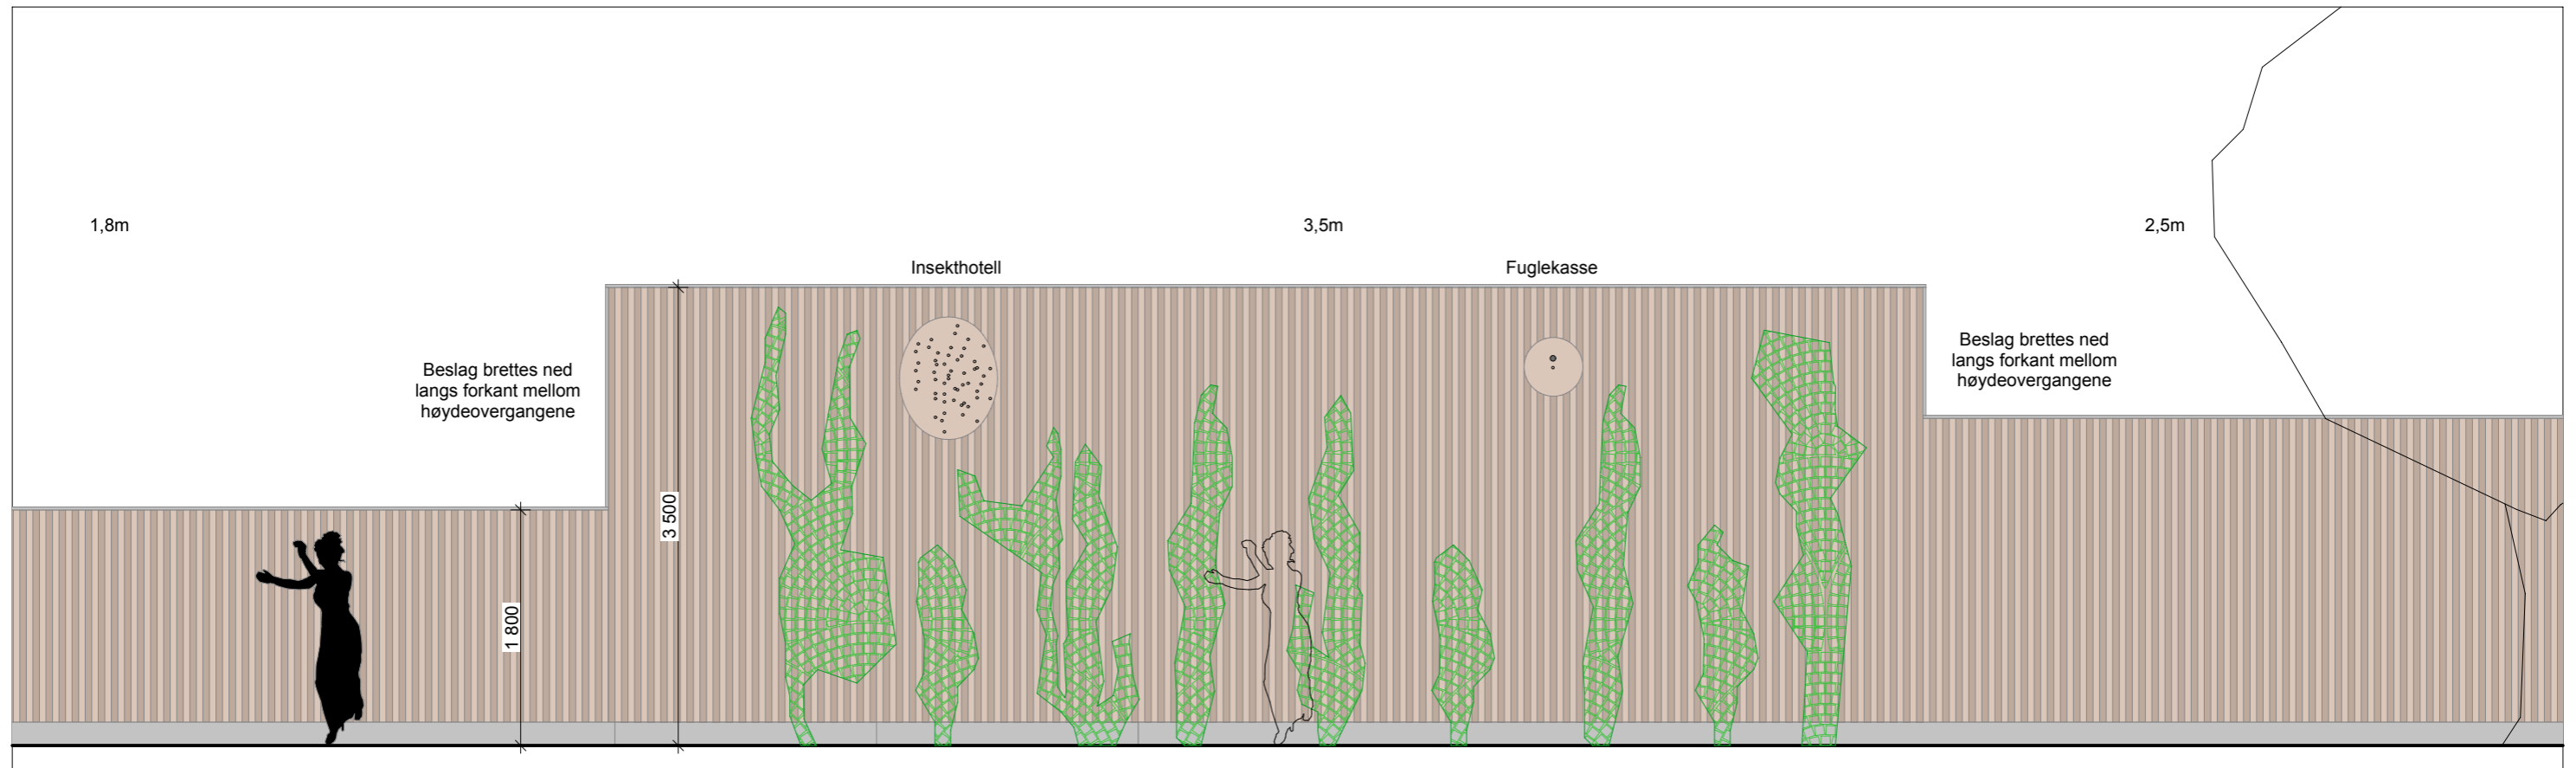 1,8m
3,5m
2,5m
Insekthotell
Fuglekasse
Beslag brettes ned
langs forkant mellom
høydeovergangene
Beslag brettes ned
langs forkant mellom
høydeovergangene
3 500
1 800